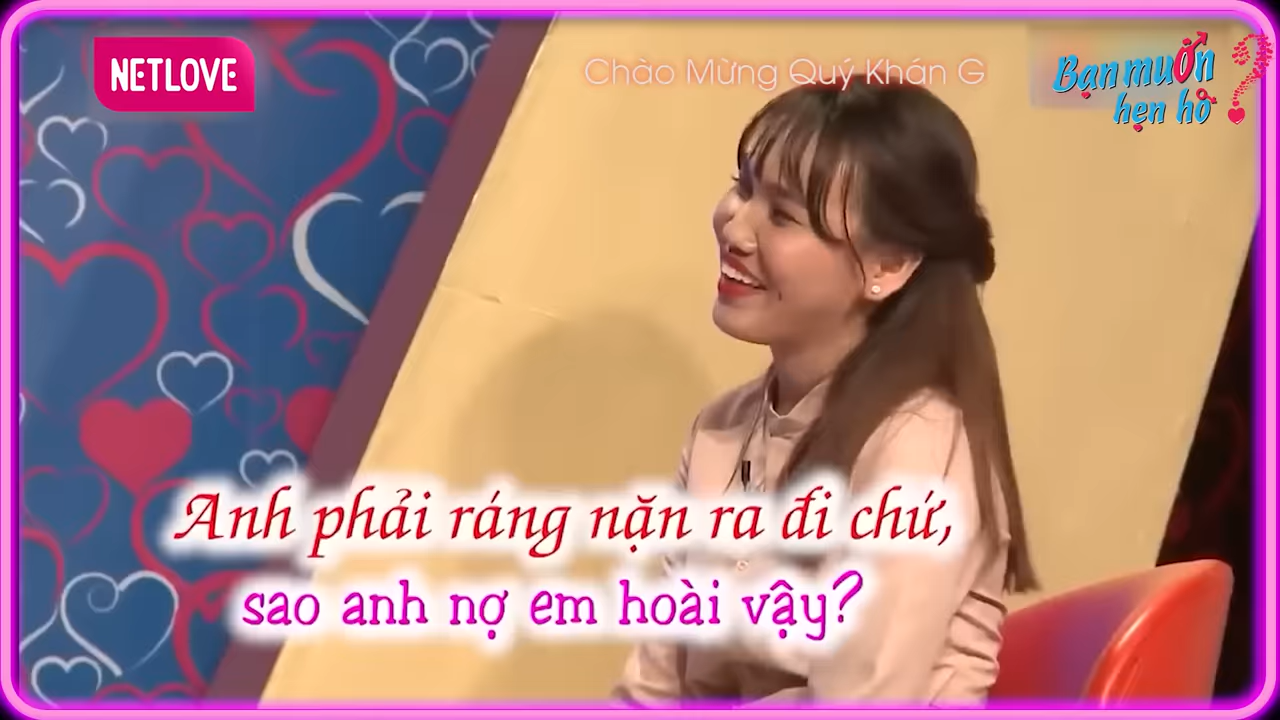 NETLOVE
Chào Mừng Quý Khán G
Bạn muốn
hẹn hò ?
Anh phải ráng nặn ra đi chứ,
sao anh nợ em hoài vậy?